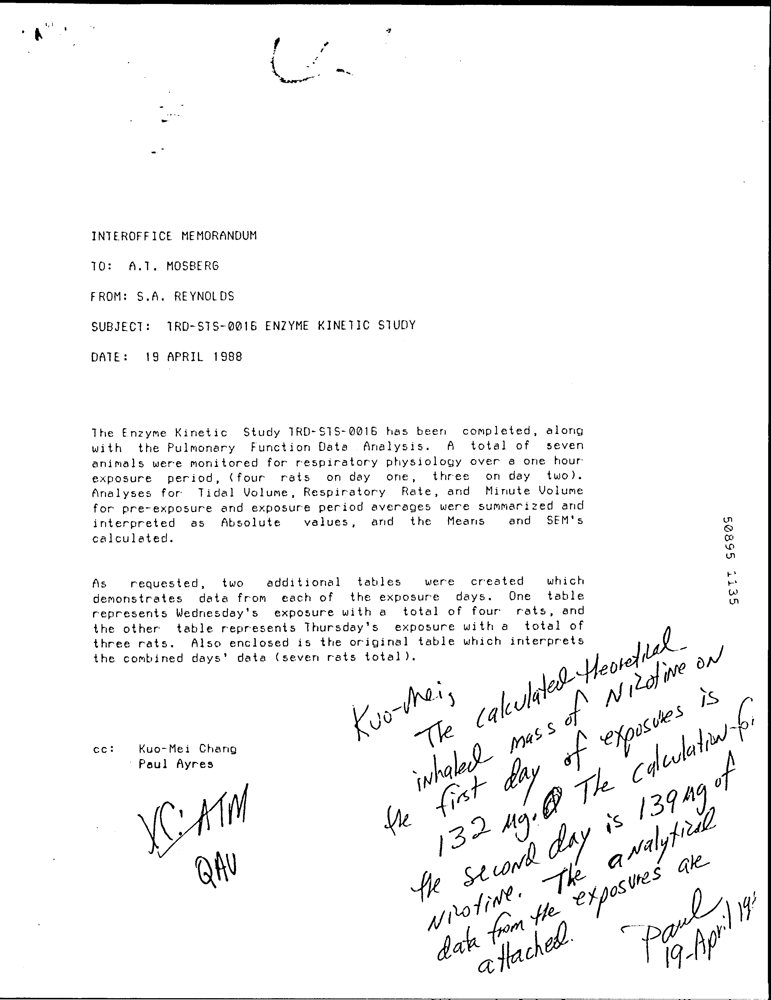 INTEROFFICE MEMORANDUM
TO: A.T. MOSBERG
FROM: S.A. REYNOLDS
SUBJECT: TRD-STS-0016 ENZYME KINETIC STUDY
DATE: 19 APRIL 1988
The Enzyme Kinetic Study TRD-STS-0016 has been completed, along
with the Pulmonary Function Data Analysis. A total of seven
animals were monitored for respiratory physiology over a one hour
exposure period, (four rats on day one, three on day two).
Analyses for Tidal Volume, Respiratory Rate, and Minute Volume
for pre-exposure and exposure period averages were summarized and
interpreted as Absolute values, and the Means and SEM's
calculated.
As requested, two additional tables were created which
demonstrates data from each of the exposure days. One table
represents Wednesday's exposure with a total of four rats, and
the other table represents Thursday's exposure with a total of
three rats. Also enclosed is the original table which interprets
the combined days' data (seven rats total).
cc: Kuo-Mei Chang
Paul Ayres
XC: ATM
QAU
Kuo-Mei,
The calculated theoretical
inhaled mass of Nicotine on
the first day of exposures is
132 µg. The calculation for
the second day is 139 µg of
Nicotine. The analytical
data from the exposures are
attached.
Paul
19-April 19
50895 1135